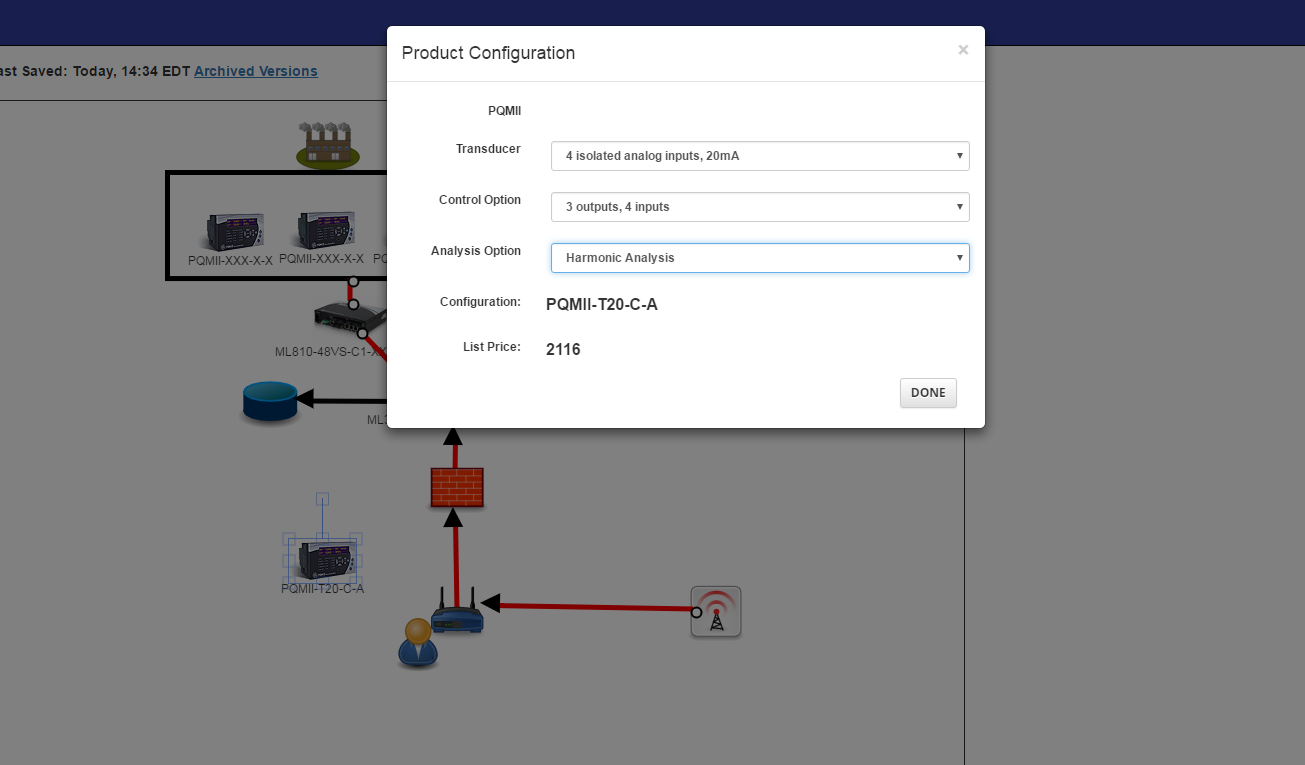 Product Configuration
×
ast Saved: Today, 14:34 EDT Archived Versions
PQMII
Transducer
4 isolated analog inputs, 20mA
Control Option
3 outputs, 4 inputs
Analysis Option
Harmonic Analysis
Configuration:
PQMII-T20-C-A
List Price:
2116
DONE
PQMII-XXX-X-X
PQMII-XXX-X-X
PQ
ML810-48VS-C1-XX
ML3
PQMII-T20-C-A